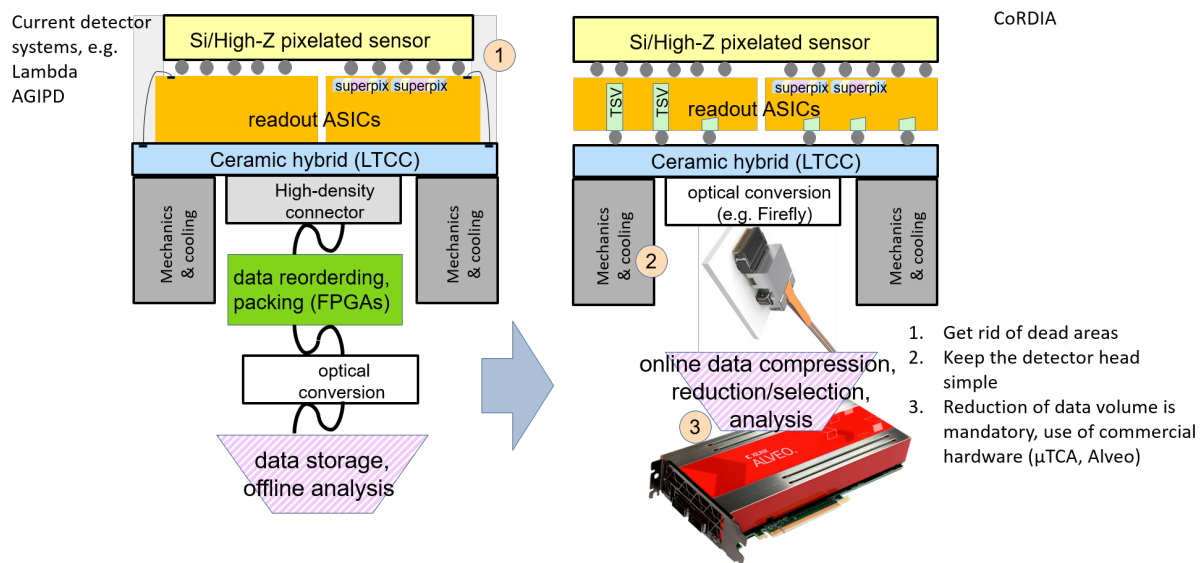 Current detector
systems, e.g.
Lambda
AGIPD
Si/High-Z pixelated sensor
1
superpix superpix
readout ASICs
Ceramic hybrid (LTCC)
High-density
connector
Mechanics
& cooling
Mechanics
& cooling
data reorderding,
packing (FPGAs)
optical
conversion
data storage,
offline analysis
CoRDIA
Si/High-Z pixelated sensor
TSV
TSV
superpix superpix
readout ASICs
Ceramic hybrid (LTCC)
optical conversion
(e.g. Firefly)
Mechanics
& cooling
2
Mechanics
& cooling
online data compression,
reduction/selection,
analysis
3
XILINX
ALVEO.
1. Get rid of dead areas
2. Keep the detector head
simple
3. Reduction of data volume is
mandatory, use of commercial
hardware (µTCA, Alveo)